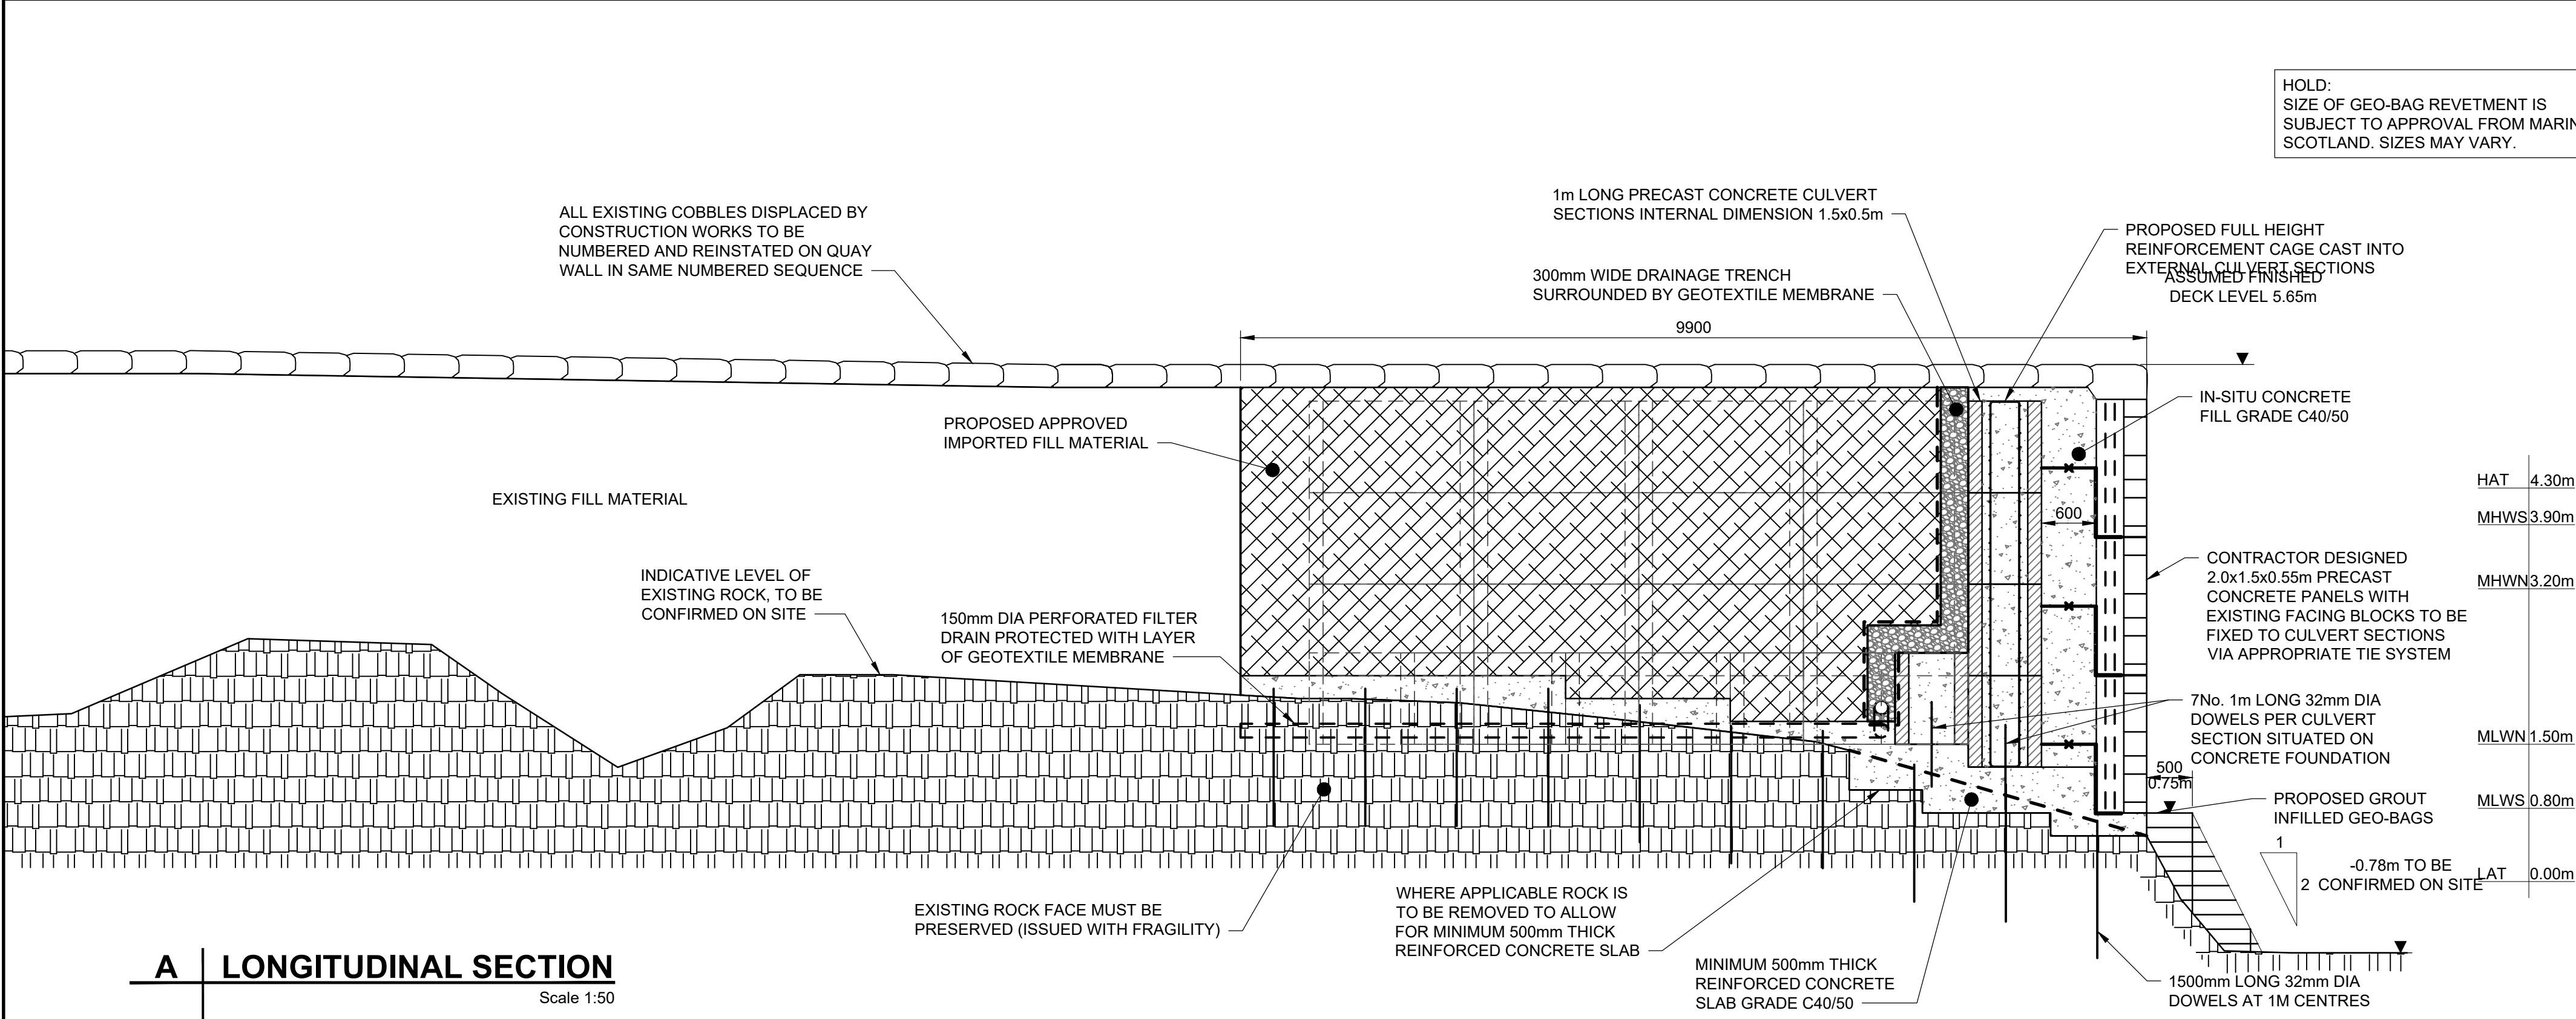 HOLD:
SIZE OF GEO-BAG REVETMENT IS
SUBJECT TO APPROVAL FROM MARIN
SCOTLAND. SIZES MAY VARY.
ALL EXISTING COBBLES DISPLACED BY
CONSTRUCTION WORKS TO BE
NUMBERED AND REINSTATED ON QUAY
WALL IN SAME NUMBERED SEQUENCE
1m LONG PRECAST CONCRETE CULVERT
SECTIONS INTERNAL DIMENSION 1.5x0.5m
300mm WIDE DRAINAGE TRENCH
SURROUNDED BY GEOTEXTILE MEMBRANE
PROPOSED FULL HEIGHT
REINFORCEMENT CAGE CAST INTO
EXTERNAL CULVERT SECTIONS
ASSUMED FINISHED
DECK LEVEL 5.65m
9900
PROPOSED APPROVED
IMPORTED FILL MATERIAL
IN-SITU CONCRETE
FILL GRADE C40/50
EXISTING FILL MATERIAL
600
HAT 4.30m
MHWS 3.90m
MHWN 3.20m
MLWN 1.50m
MLWS 0.80m
LAT 0.00m
INDICATIVE LEVEL OF
EXISTING ROCK, TO BE
CONFIRMED ON SITE
150mm DIA PERFORATED FILTER
DRAIN PROTECTED WITH LAYER
OF GEOTEXTILE MEMBRANE
CONTRACTOR DESIGNED
2.0x1.5x0.55m PRECAST
CONCRETE PANELS WITH
EXISTING FACING BLOCKS TO BE
FIXED TO CULVERT SECTIONS
VIA APPROPRIATE TIE SYSTEM
7No. 1m LONG 32mm DIA
DOWELS PER CULVERT
SECTION SITUATED ON
CONCRETE FOUNDATION
500
0.75m
PROPOSED GROUT
INFILLED GEO-BAGS
1
2
-0.78m TO BE
CONFIRMED ON SITE
EXISTING ROCK FACE MUST BE
PRESERVED (ISSUED WITH FRAGILITY)
WHERE APPLICABLE ROCK IS
TO BE REMOVED TO ALLOW
FOR MINIMUM 500mm THICK
REINFORCED CONCRETE SLAB
MINIMUM 500mm THICK
REINFORCED CONCRETE
SLAB GRADE C40/50
1500mm LONG 32mm DIA
DOWELS AT 1M CENTRES
A LONGITUDINAL SECTION
Scale 1:50